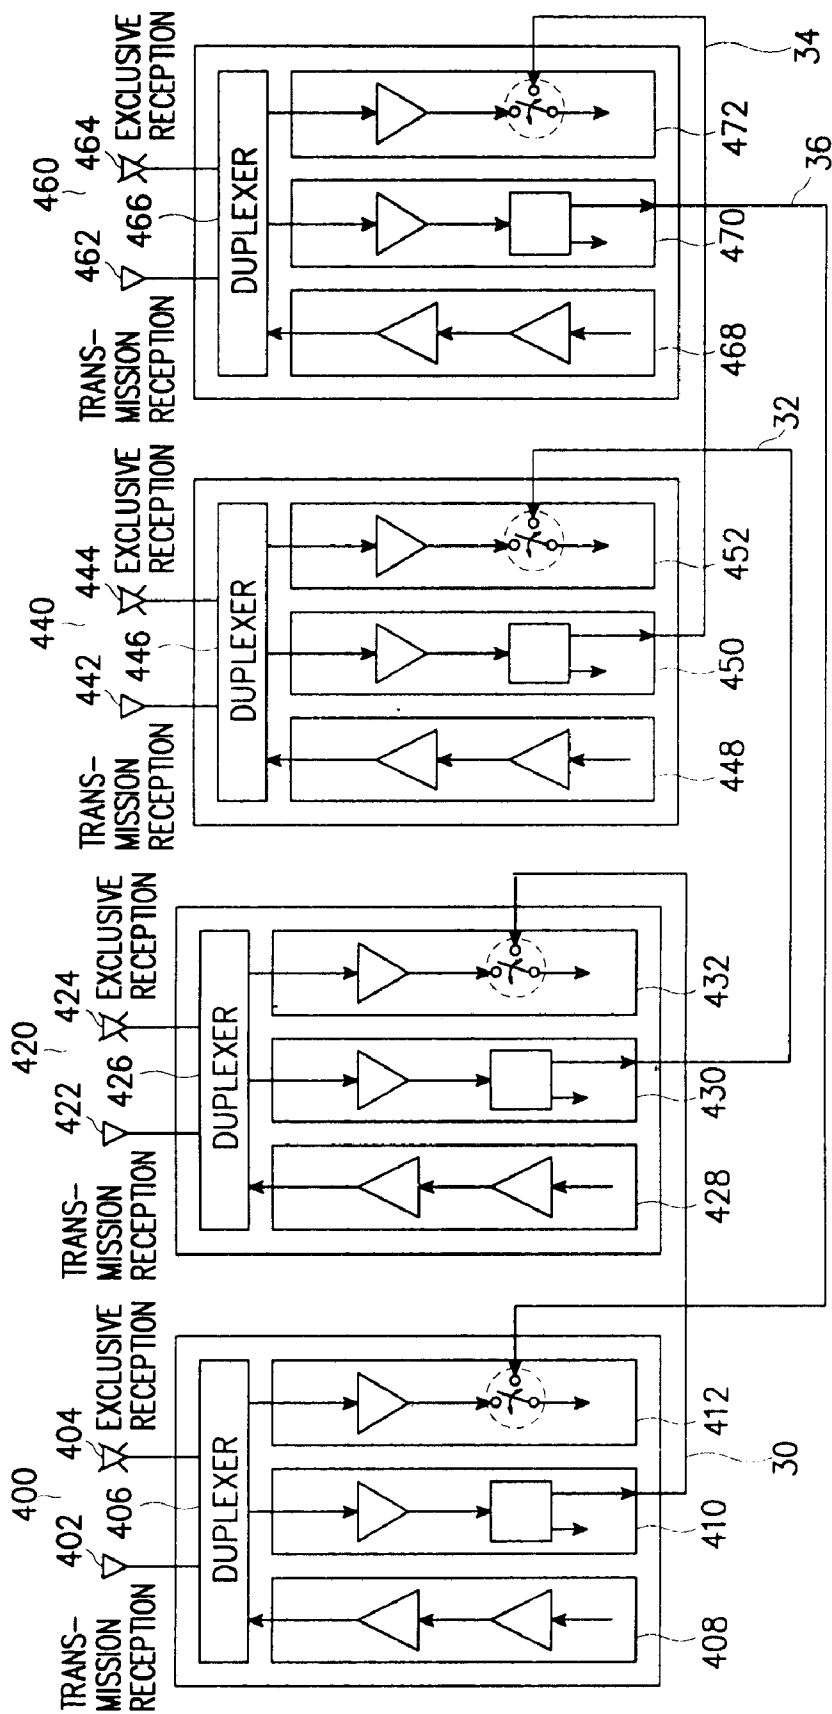 400
420
440
460
TRANS-
MISSION
RECEPTION
402
404
EXCLUSIVE
RECEPTION
406
DUPLEXER
408
410
412
TRANS-
MISSION
RECEPTION
422
424
EXCLUSIVE
RECEPTION
426
DUPLEXER
428
430
432
TRANS-
MISSION
RECEPTION
442
444
EXCLUSIVE
RECEPTION
446
DUPLEXER
448
450
452
TRANS-
MISSION
RECEPTION
462
464
EXCLUSIVE
RECEPTION
466
DUPLEXER
468
470
472
30
32
34
36